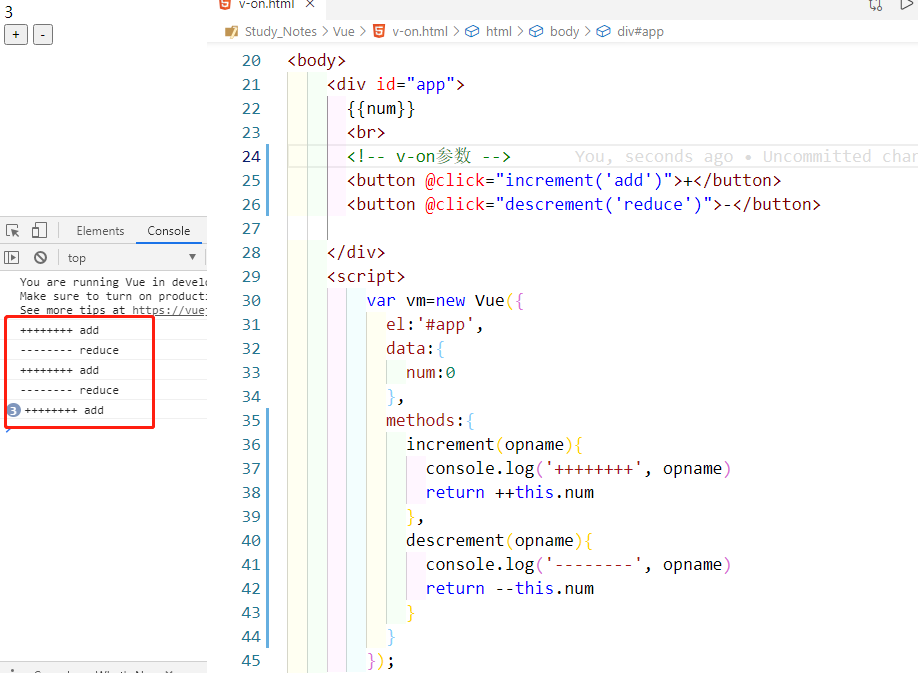 3
+ -
Elements Console
top
You are running Vue in develo
Make sure to turn on producti
See more tips at https://vue
++++++++ add
-------- reduce
++++++++ add
-------- reduce
3 ++++++++ add
v-on.html ×
Study_Notes > Vue > v-on.html > html > body > div#app
20 <body>
21 <div id="app">
22 {{num}}
23 <br>
24 <!-- v-on参数 --> You, seconds ago • Uncommitted char
25 <button @click="increment('add')">+</button>
26 <button @click="descrement('reduce')">-</button>
27
28 </div>
29 <script>
30 var vm=new Vue({
31 el:'#app',
32 data:{
33 num:0
34 },
35 methods:{
36 increment(opname){
37 console.log('++++++++', opname)
38 return ++this.num
39 },
40 descrement(opname){
41 console.log('--------', opname)
42 return --this.num
43 }
44 }
45 });